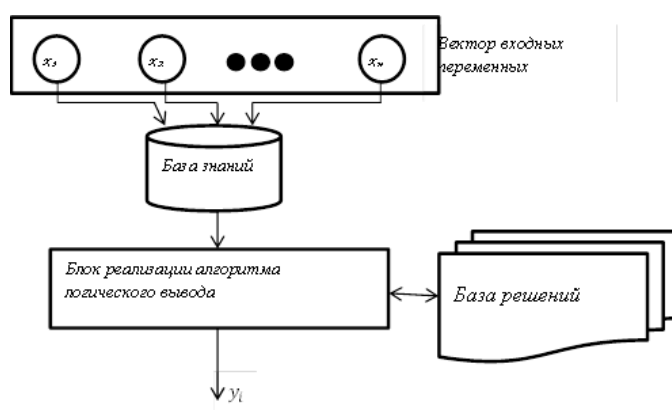 x₁ x₂ xₙ
Вектор входных
переменных
База знаний
Блок реализации алгоритма
логического вывода
База решений
yᵢ